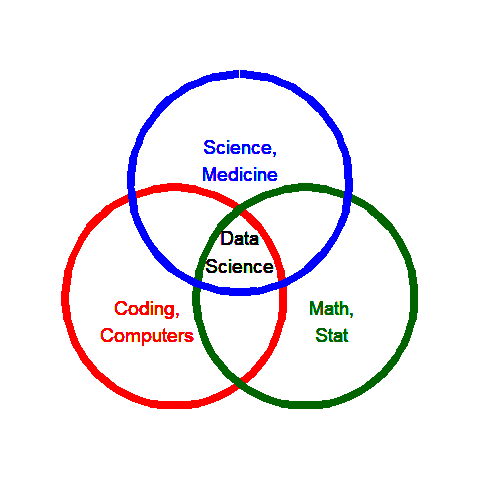 Science,
Medicine
Data
Science
Coding,
Computers
Math,
Stat